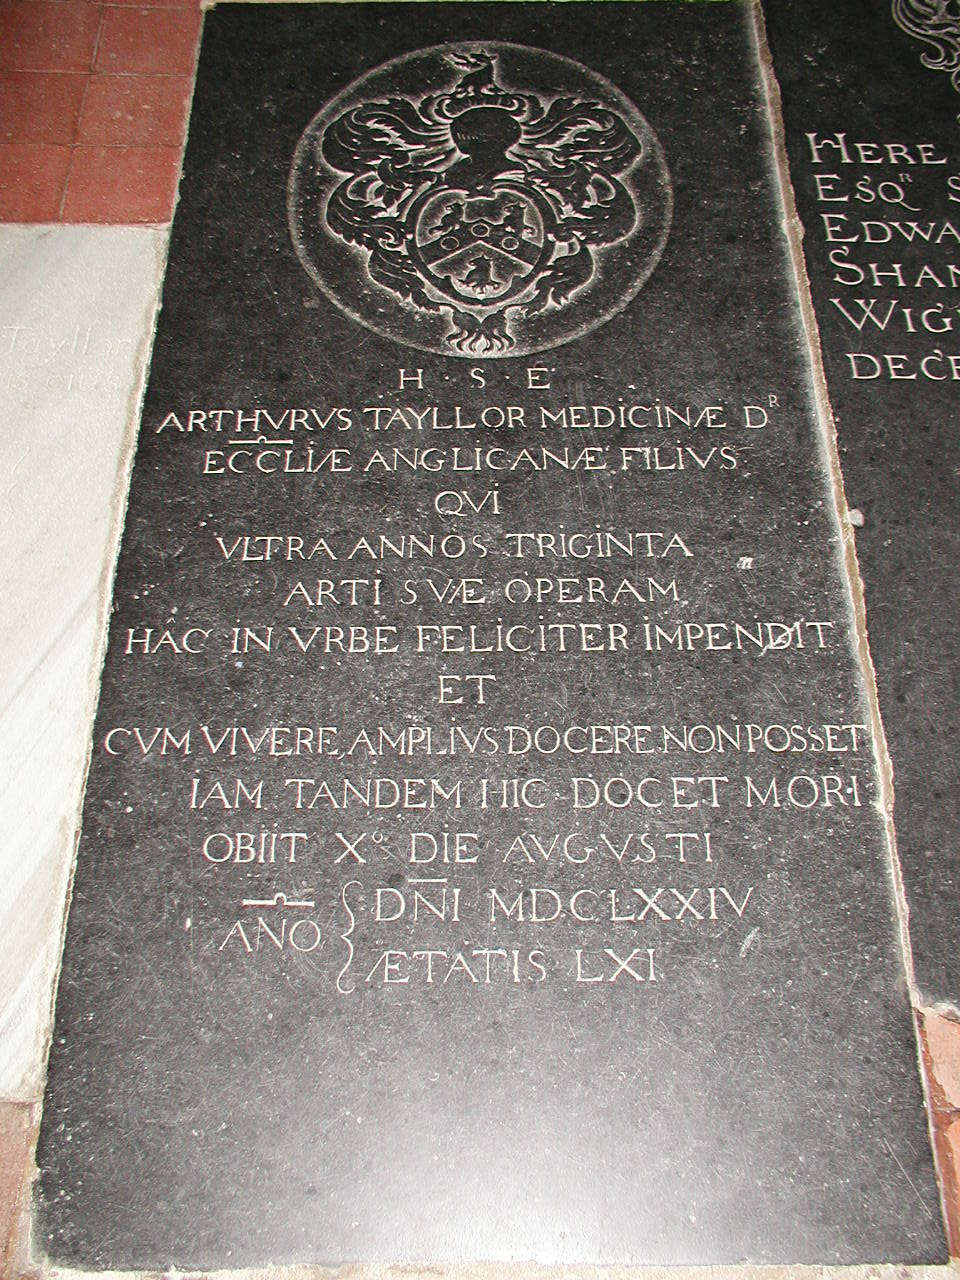 H · S · E
ARTHVRVS TAYLLOR MEDICINÆ Dᴿ
ECCLIÆ ANGLICANÆ FILIVS
QVI
VLTRA ANNOS TRIGINTA
ARTI SVÆ OPERAM
HÂC IN VRBE FELICITER IMPENDIT
ET
CVM VIVERE, AMPLIVS DOCERE NON POSSET
IAM TANDEM HIC DOCET MORI
OBIIT X° DIE AVGVSTI
ANO { DNI MDCLXXIV
ÆTATIS LXI
HERE
ESQᴿ
EDWA
SHAN
WIG
DECE
Tayllor